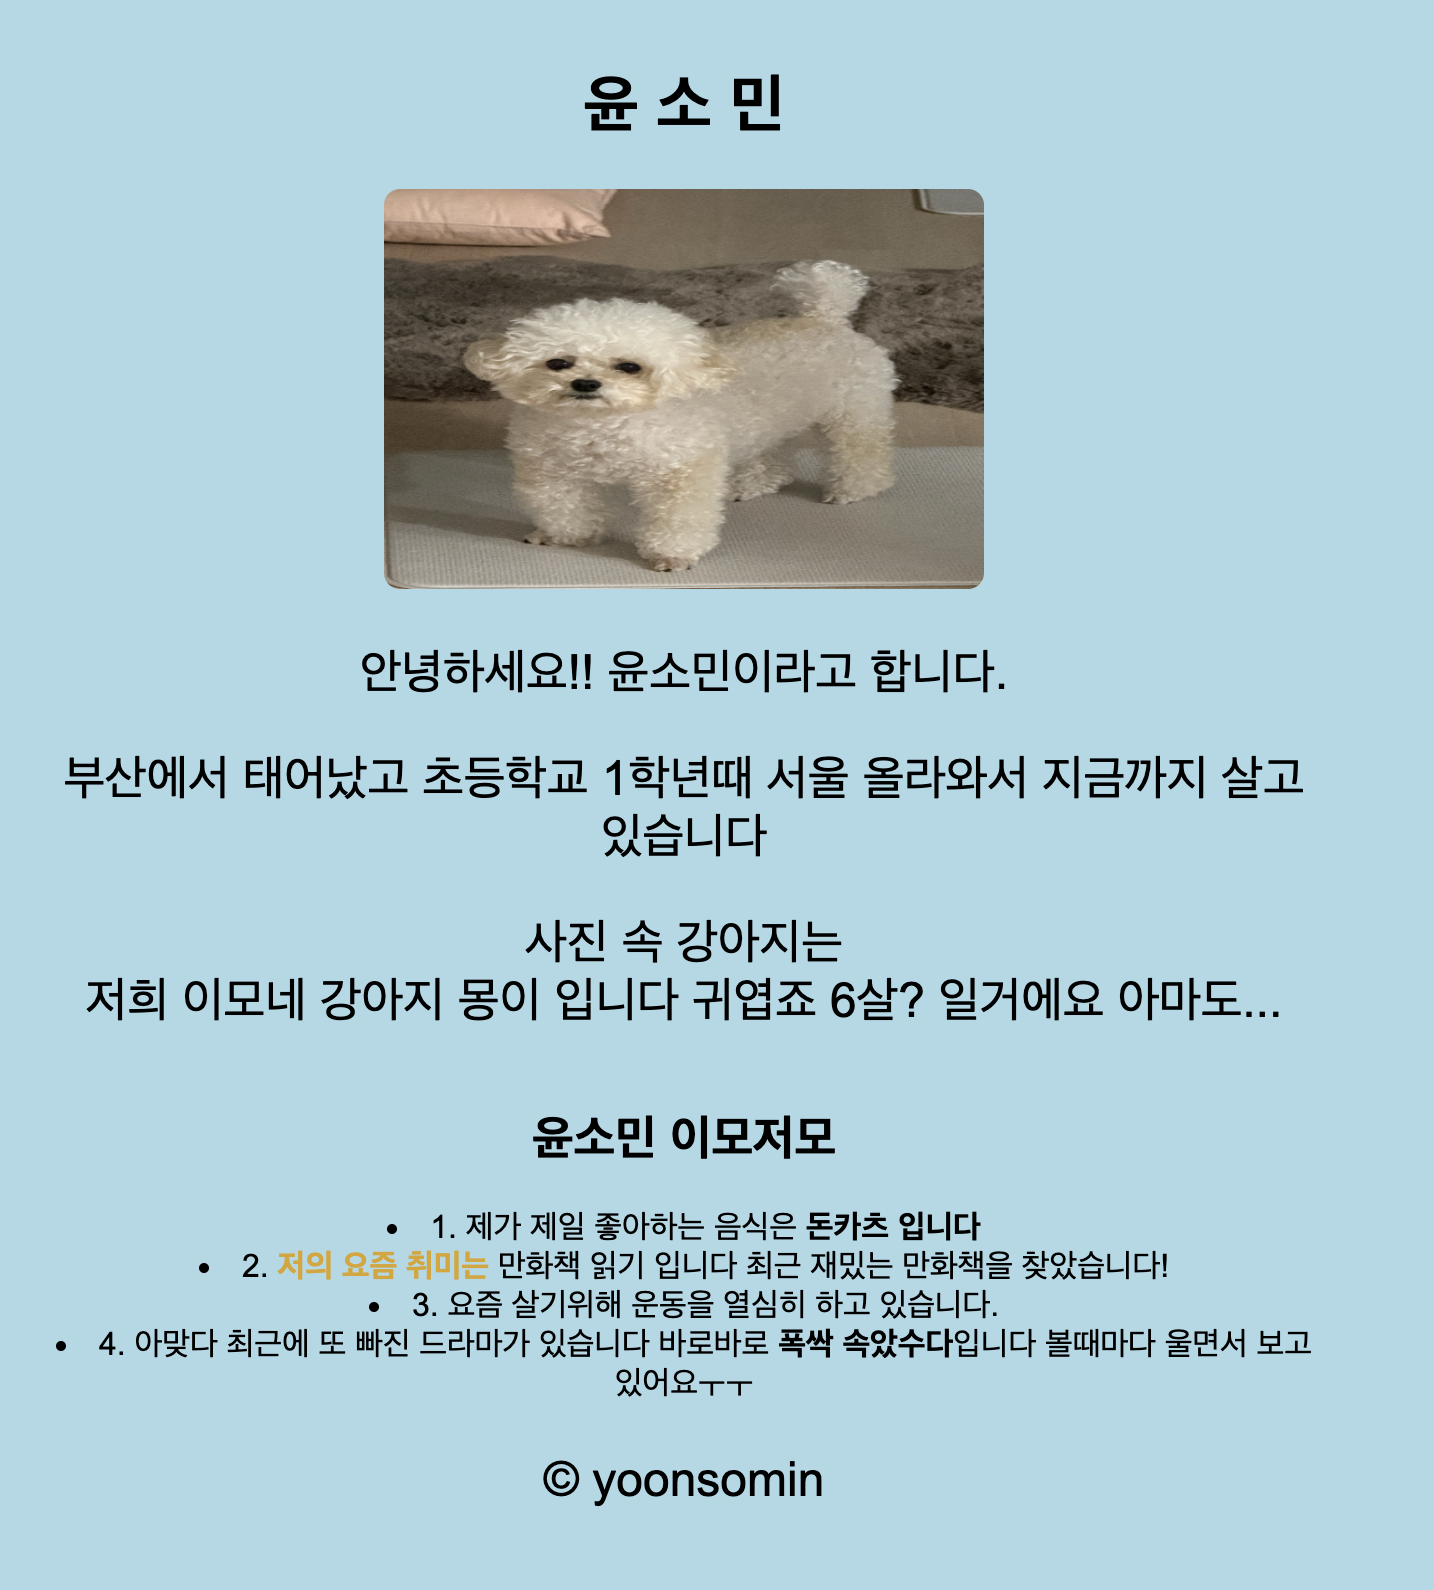 윤 소 민
안녕하세요!! 윤소민이라고 합니다.
부산에서 태어났고 초등학교 1학년때 서울 올라와서 지금까지 살고
있습니다
사진 속 강아지는
저희 이모네 강아지 몽이 입니다 귀엽죠 6살? 일거에요 아마도...
윤소민 이모저모
• 1. 제가 제일 좋아하는 음식은 돈카츠 입니다
• 2. 저의 요즘 취미는 만화책 읽기 입니다 최근 재밌는 만화책을 찾았습니다!
• 3. 요즘 살기위해 운동을 열심히 하고 있습니다.
• 4. 아맞다 최근에 또 빠진 드라마가 있습니다 바로바로 폭싹 속았수다입니다 볼때마다 울면서 보고
있어요ㅜㅜ
© yoonsomin